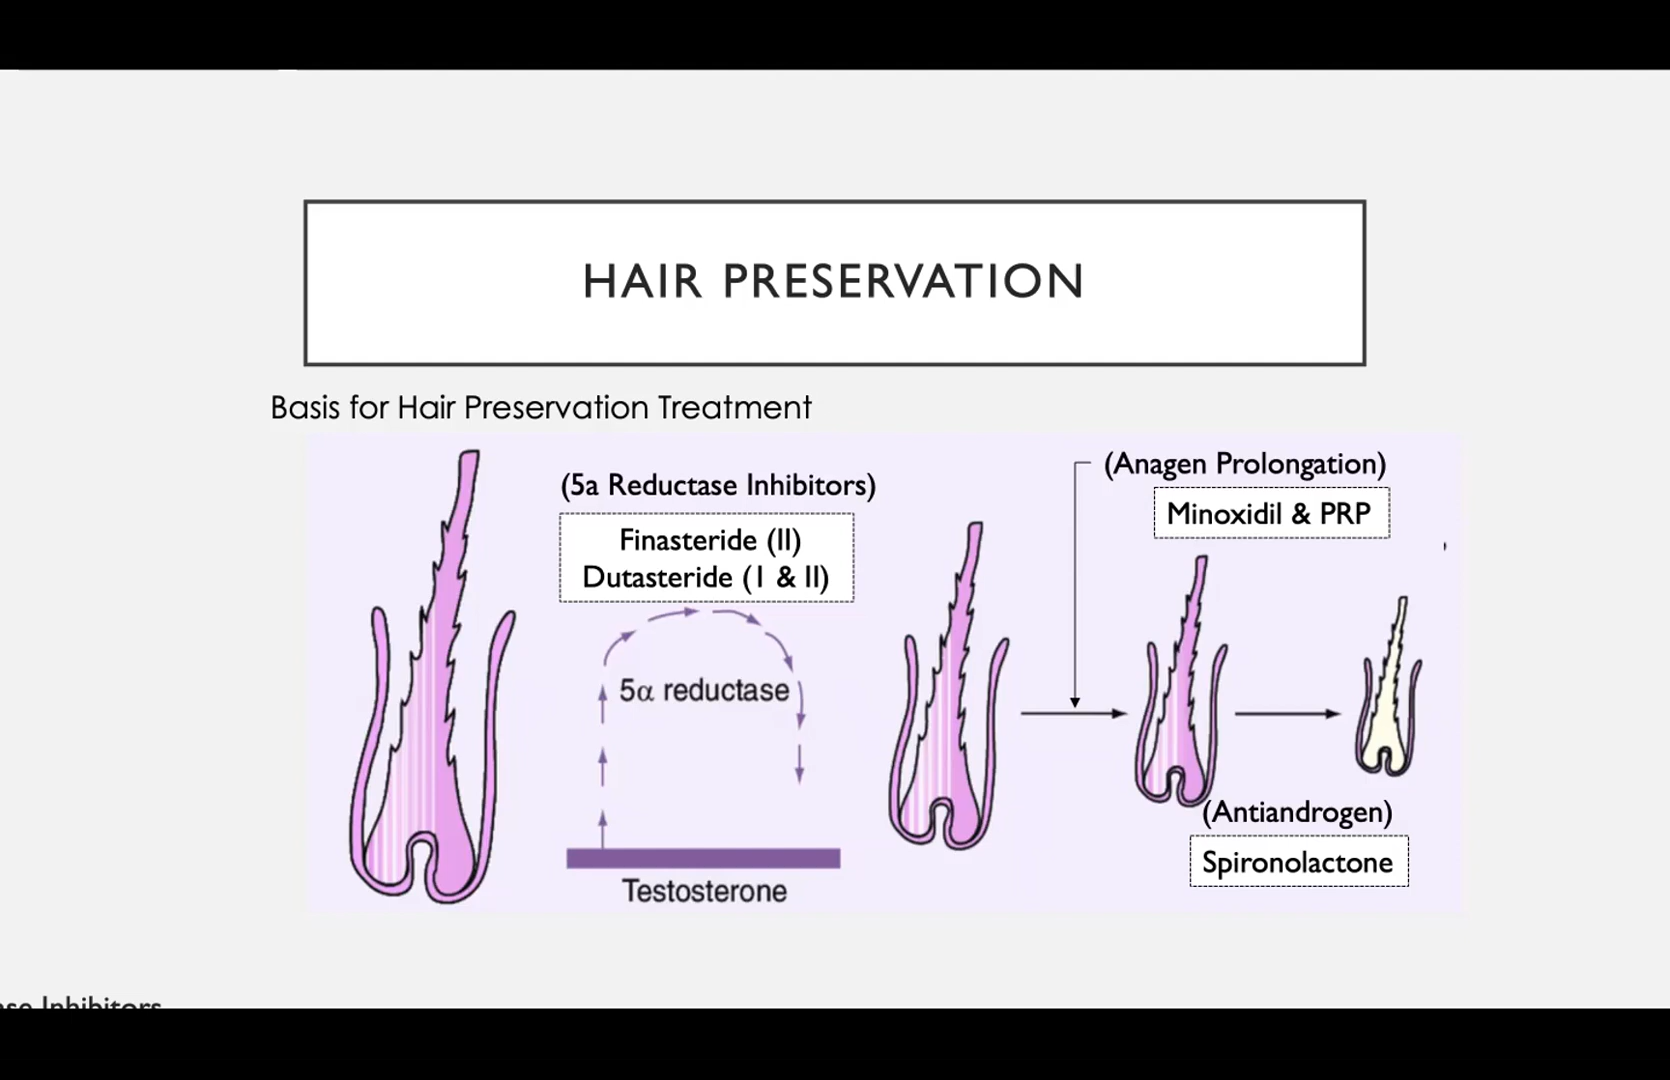 HAIR PRESERVATION
Basis for Hair Preservation Treatment
(5a Reductase Inhibitors)
Finasteride (II)
Dutasteride (I & II)
5α reductase
Testosterone
(Anagen Prolongation)
Minoxidil & PRP
(Antiandrogen)
Spironolactone
Inhibitors